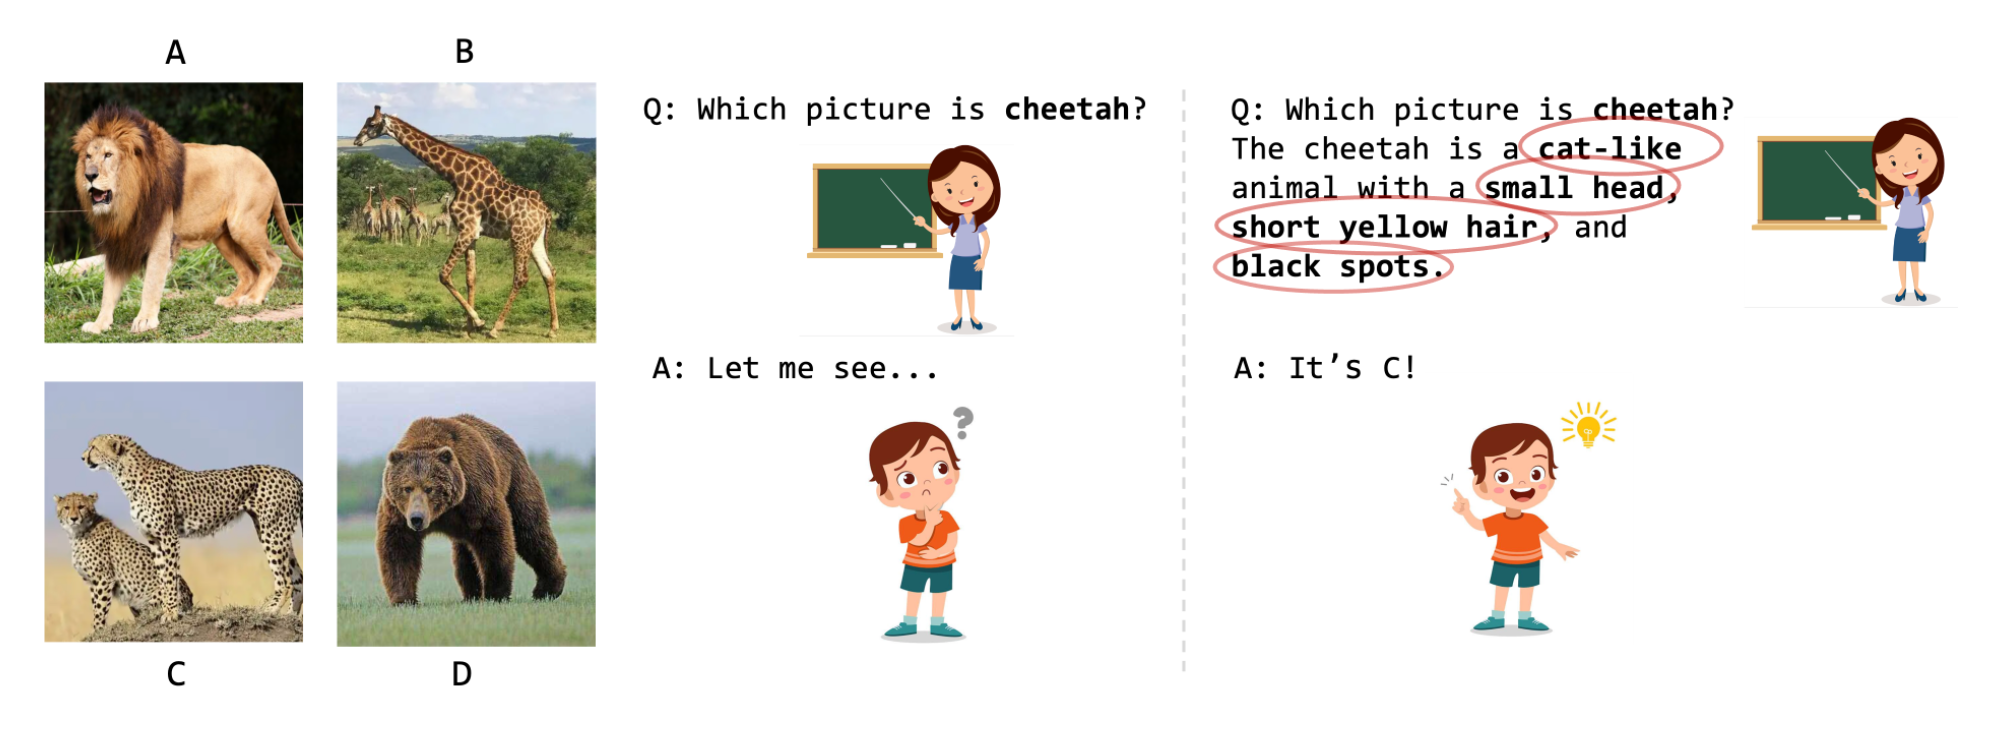 A
B
C
D
Q: Which picture is cheetah?
A: Let me see...
?
Q: Which picture is cheetah?
The cheetah is a cat-like
animal with a small head,
short yellow hair, and
black spots.
A: It’s C!